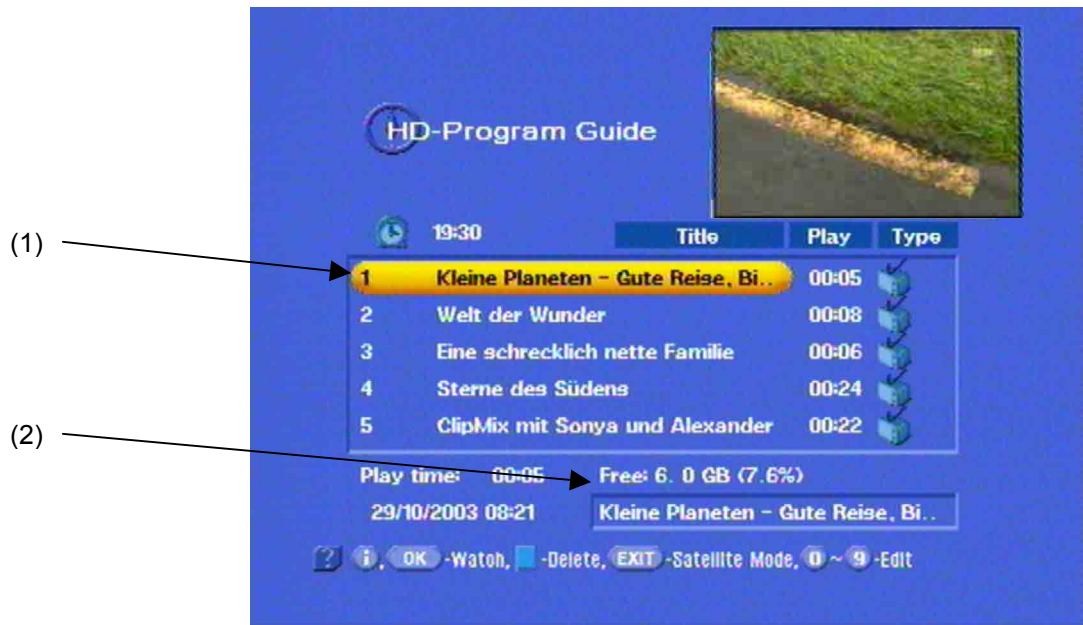 HD-Program Guide
(1)
19:30 Title Play Type
1 Kleine Planeten - Gute Reise, Bi.. 00:05
2 Welt der Wunder 00:08
3 Eine schrecklich nette Familie 00:06
4 Sterne des Südens 00:24
(2)
5 ClipMix mit Sonya und Alexander 00:22
Play time: 00:05 Free: 6. 0 GB (7.6%)
29/10/2003 08:21 Kleine Planeten - Gute Reise, Bi..
? i, OK -Watch, -Delete, EXIT -Satellite Mode, 0 ~ 9 -Edit